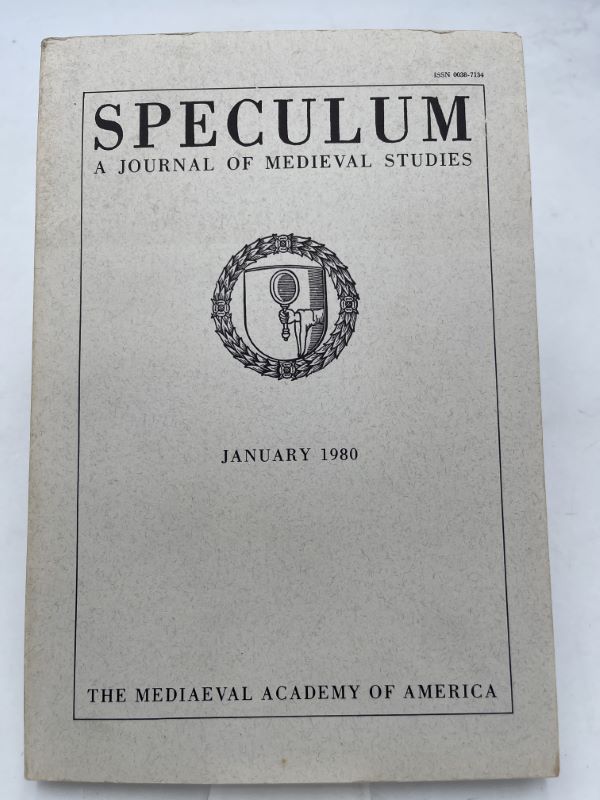 ISSN 0038-7134
SPECULUM
A JOURNAL OF MEDIEVAL STUDIES
JANUARY 1980
THE MEDIAEVAL ACADEMY OF AMERICA